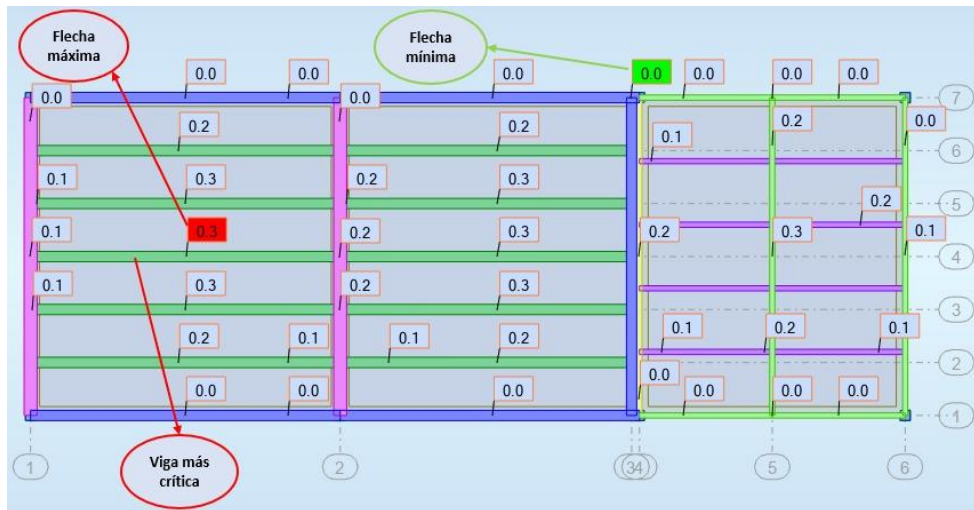 Flecha
máxima
Flecha
mínima
0.0 0.0 0.0 0.0 0.0 0.0 0.0
0.0 0.0 7
0.2 0.2 0.2 0.0
0.1 6
0.1 0.3 0.2 0.3 0.2 5
0.1 0.3 0.2 0.3 0.2 0.3 0.1
4
0.1 0.3 0.2 0.3
3
0.2 0.1 0.1 0.2 0.1 0.2 0.1
2
0.0 0.0 0.0 0.0 0.0 0.0 0.0
1
Viga más
crítica
1 2 3 4 5 6